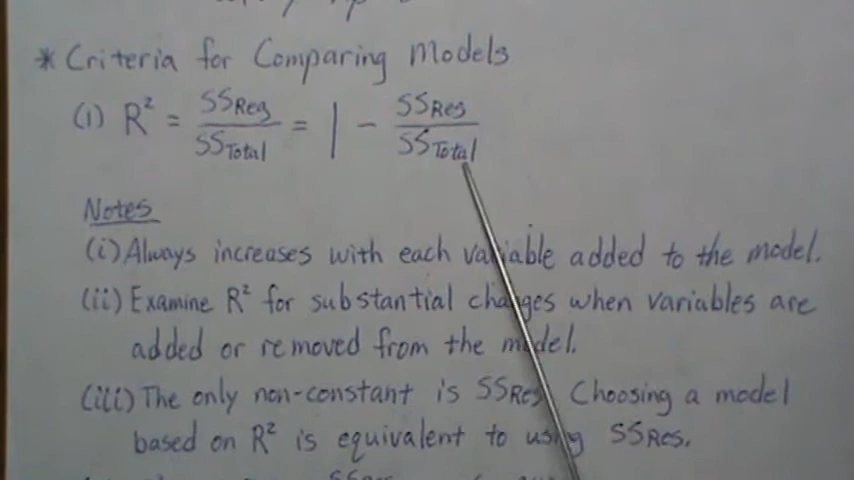 * Criteria for Comparing Models
(1) R² = SSReg / SSTotal = 1 - SSRes / SSTotal
Notes
(i) Always increases with each variable added to the model.
(ii) Examine R² for substantial changes when variables are
added or removed from the model.
(iii) The only non-constant is SSRes. Choosing a model
based on R² is equivalent to using SSRes.